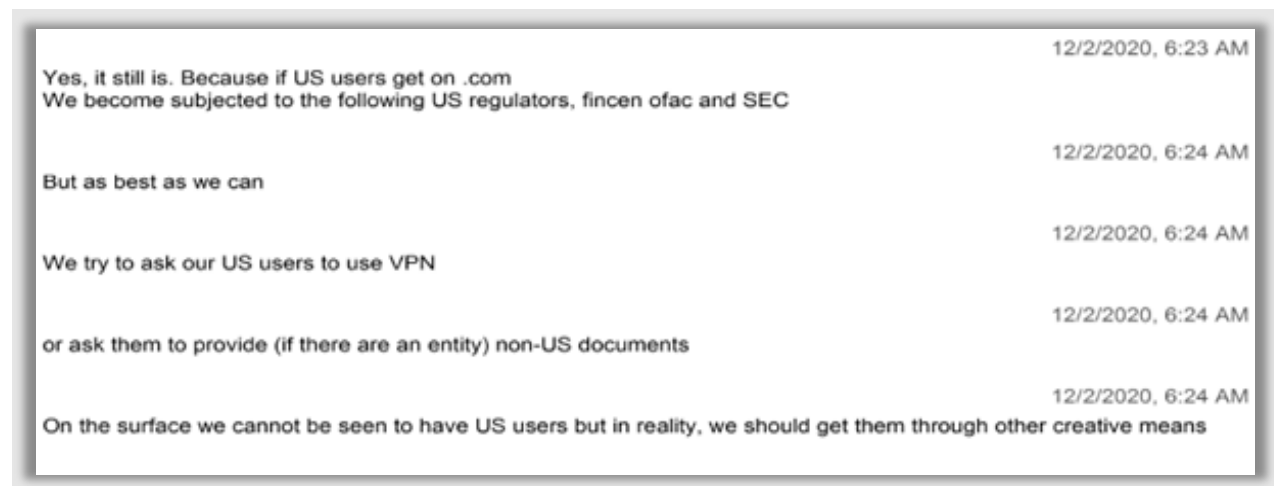 12/2/2020, 6:23 AM
Yes, it still is. Because if US users get on .com
We become subjected to the following US regulators, fincen ofac and SEC
12/2/2020, 6:24 AM
But as best as we can
12/2/2020, 6:24 AM
We try to ask our US users to use VPN
12/2/2020, 6:24 AM
or ask them to provide (if there are an entity) non-US documents
12/2/2020, 6:24 AM
On the surface we cannot be seen to have US users but in reality, we should get them through other creative means